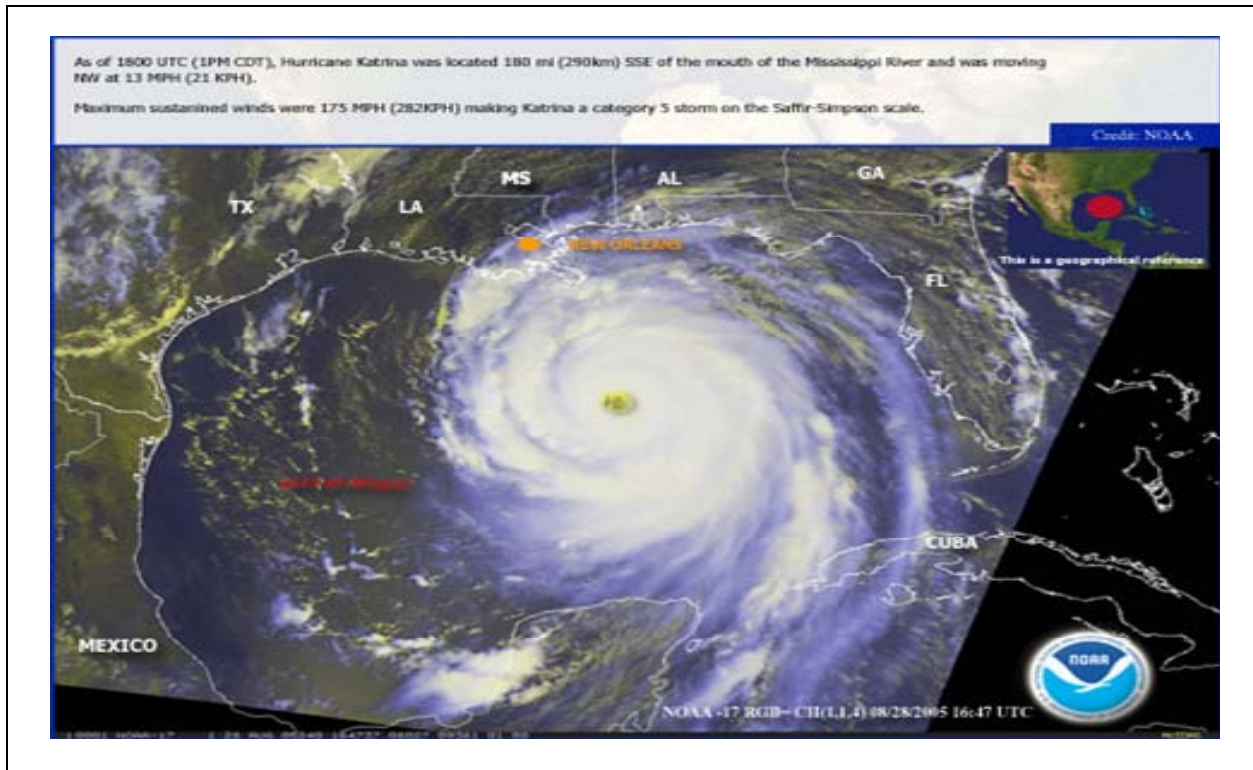 As of 1800 UTC (1PM CDT), Hurricane Katrina was located 180 mi (290km) SSE of the mouth of the Mississippi River and was moving
NW at 13 MPH (21 KPH).
Maximum sustanined winds were 175 MPH (282KPH) making Katrina a category 5 storm on the Saffir-Simpson scale.
Credit: NOAA
MS
AL
GA
TX
LA
NEW ORLEANS
This is a geographical reference
FL
CUBA
MEXICO
NOAA
NOAA -17 RGB= CH(1,1,4) 08/28/2005 16:47 UTC